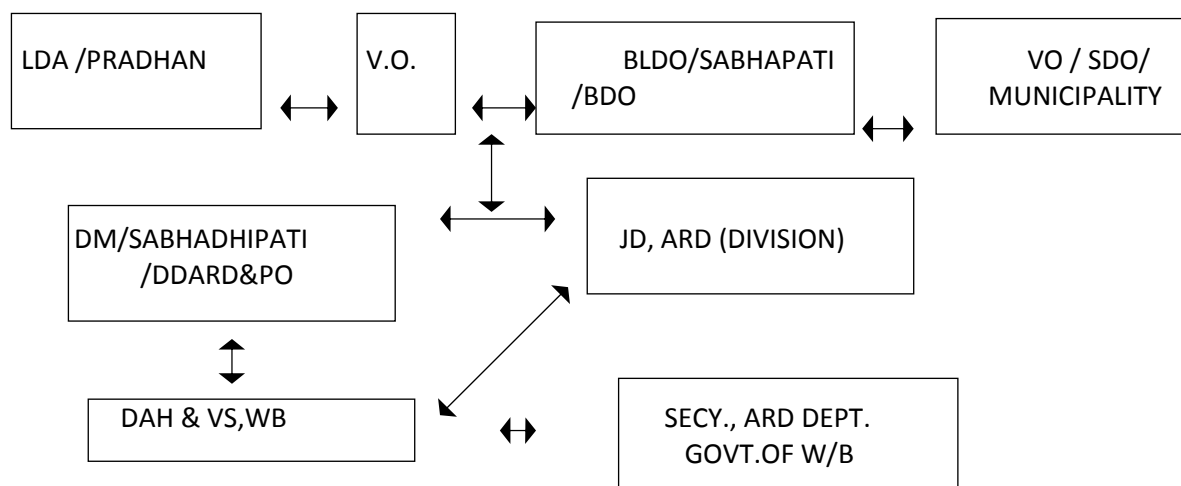 LDA /PRADHAN
V.O.
BLDO/SABHAPATI
/BDO
VO / SDO/
MUNICIPALITY
DM/SABHADHIPATI
/DDARD&PO
JD, ARD (DIVISION)
DAH & VS,WB
SECY., ARD DEPT.
GOVT.OF W/B